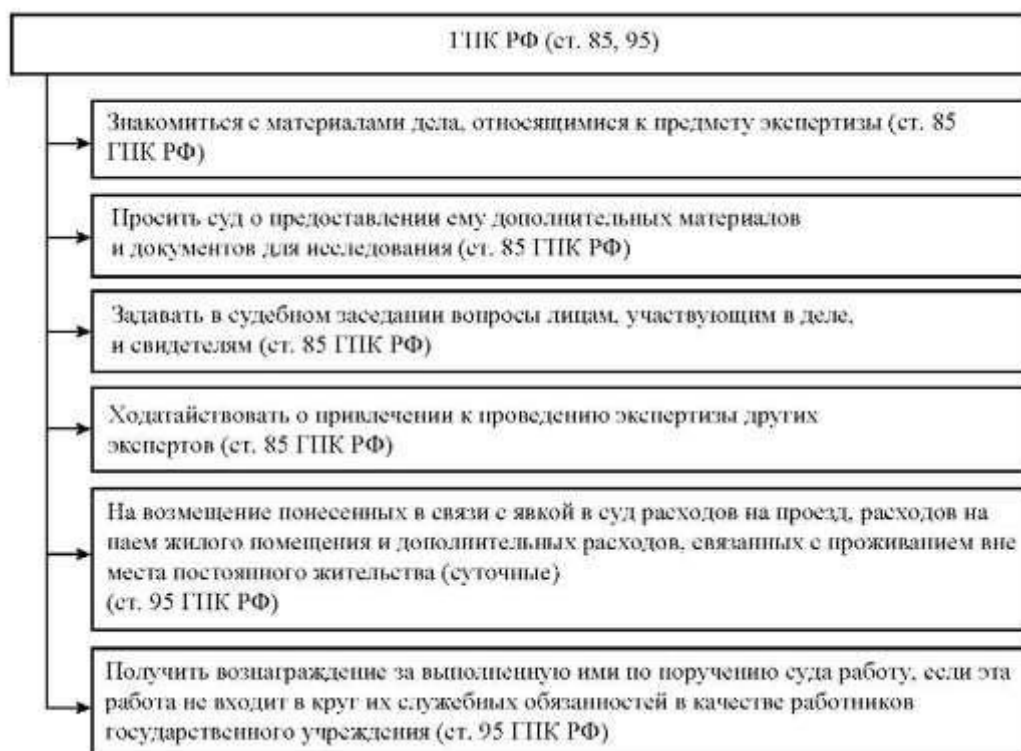 ГПК РФ (ст. 85, 95)
Знакомиться с материалами дела, относящимися к предмету экспертизы (ст. 85
ГПК РФ)
Просить суд о предоставлении ему дополнительных материалов
и документов для исследования (ст. 85 ГПК РФ)
Задавать в судебном заседании вопросы лицам, участвующим в деле,
и свидетелям (ст. 85 ГПК РФ)
Ходатайствовать о привлечении к проведению экспертизы других
экспертов (ст. 85 ГПК РФ)
На возмещение понесенных в связи с явкой в суд расходов на проезд, расходов на
наем жилого помещения и дополнительных расходов, связанных с проживанием вне
места постоянного жительства (суточные)
(ст. 95 ГПК РФ)
Получить вознаграждение за выполненную ими по поручению суда работу, если эта
работа не входит в круг их служебных обязанностей в качестве работников
государственного учреждения (ст. 95 ГПК РФ)